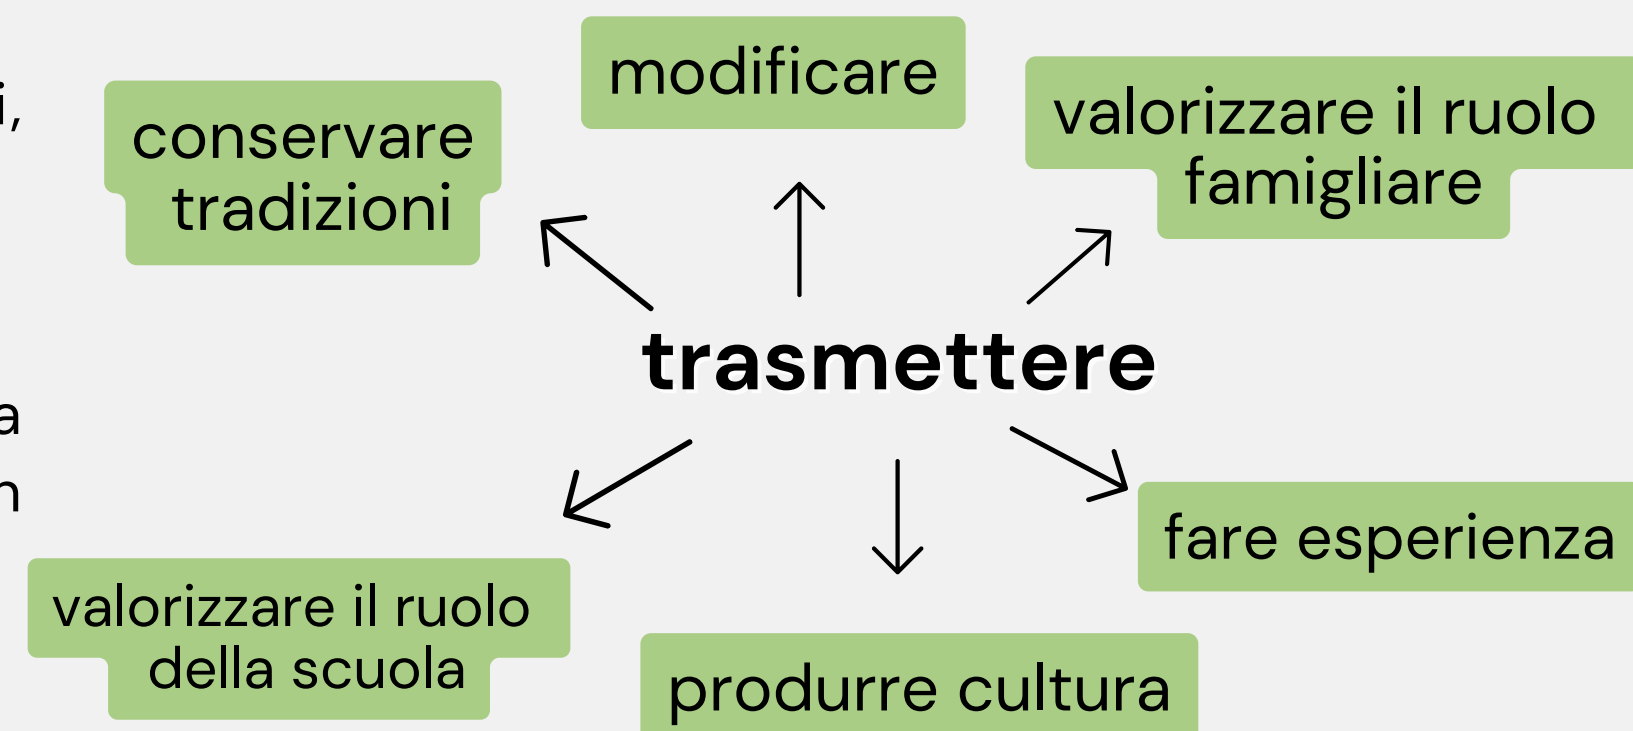 i,
a
n
conservare
tradizioni
modificare
valorizzare il ruolo
famigliare
trasmettere
valorizzare il ruolo
della scuola
produrre cultura
fare esperienza